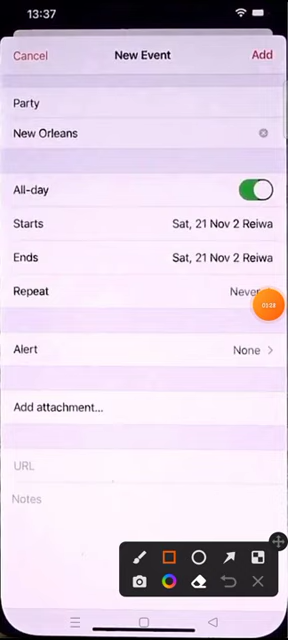 13:37
Cancel New Event Add
Party
New Orleans
All-day
Starts Sat, 21 Nov 2 Reiwa
Ends Sat, 21 Nov 2 Reiwa
Repeat Never
Alert None
Add attachment...
URL
Notes